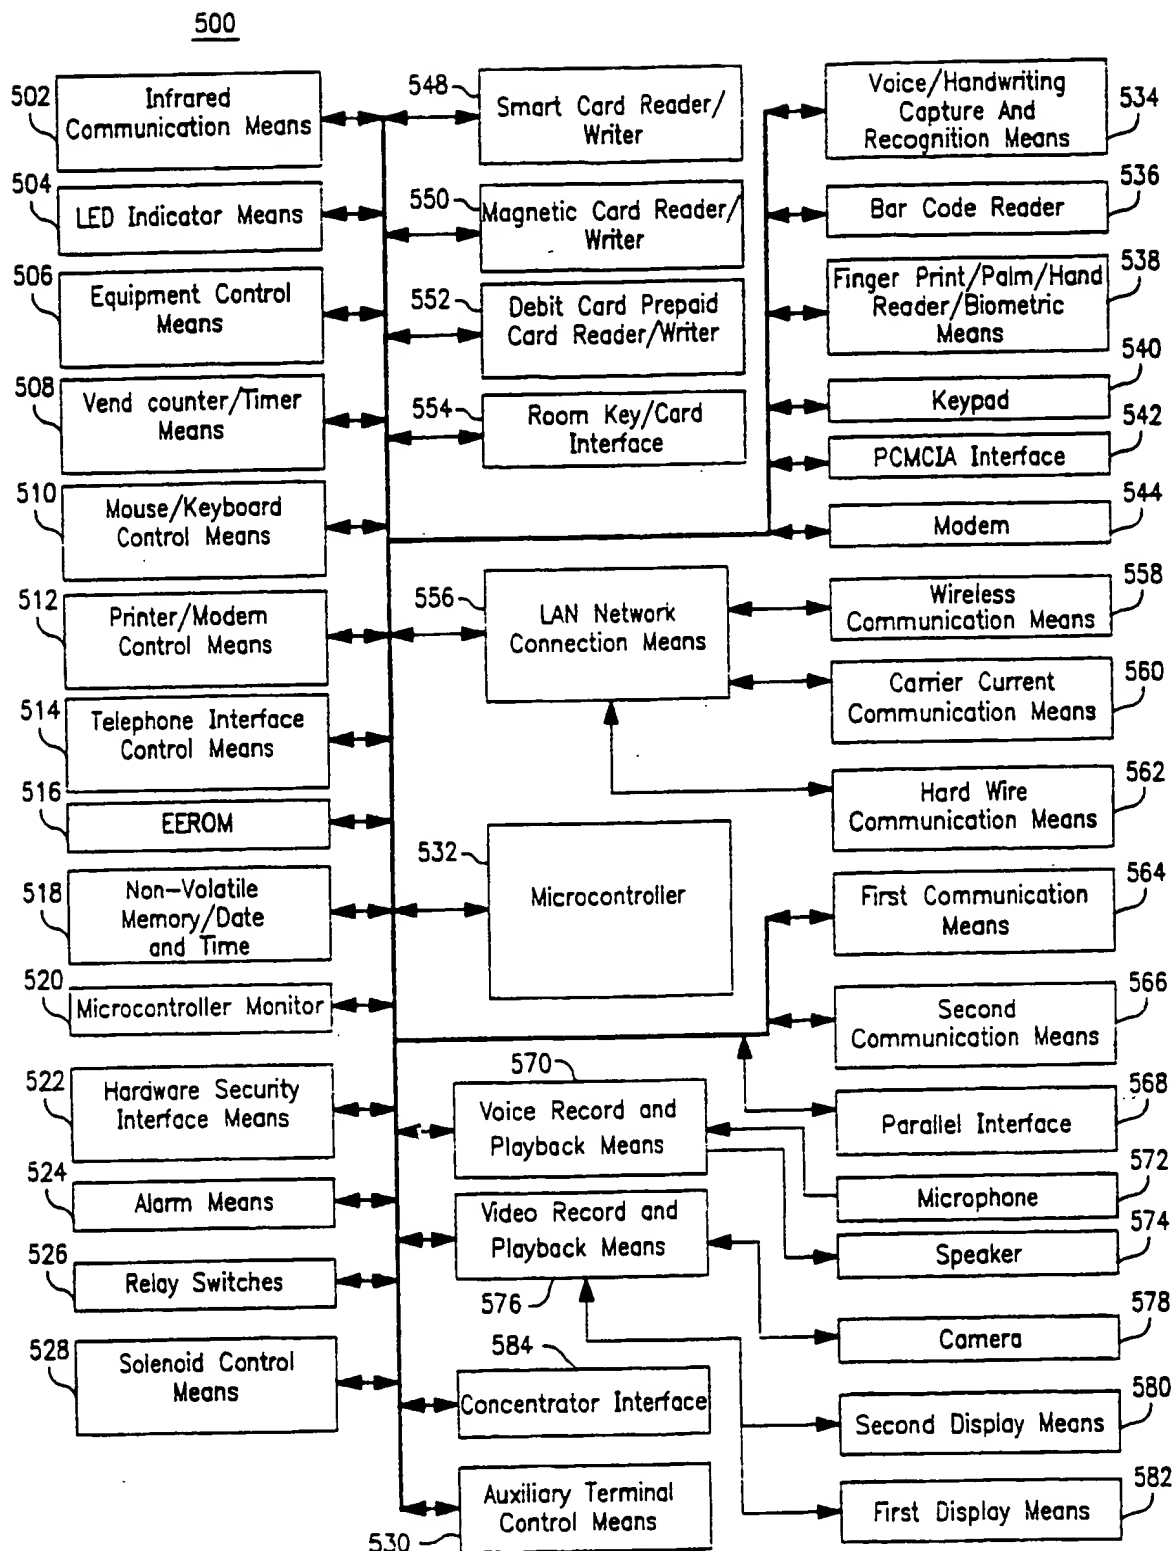 500
502
Infrared
Communication Means
504
LED Indicator Means
506
Equipment Control
Means
508
Vend counter/Timer
Means
510
Mouse/Keyboard
Control Means
512
Printer/Modem
Control Means
514
Telephone Interface
Control Means
516
EEROM
518
Non-Volatile
Memory/Date
and Time
520
Microcontroller Monitor
522
Hardware Security
Interface Means
524
Alarm Means
526
Relay Switches
528
Solenoid Control
Means
548
Smart Card Reader/
Writer
550
Magnetic Card Reader/
Writer
552
Debit Card Prepaid
Card Reader/Writer
554
Room Key/Card
Interface
556
LAN Network
Connection Means
532
Microcontroller
570
Voice Record and
Playback Means
Video Record and
Playback Means
576
584
Concentrator Interface
Auxiliary Terminal
Control Means
530
Voice/Handwriting
Capture And
Recognition Means
534
536
Bar Code Reader
Finger Print/Palm/Hand
Reader/Biometric
Means
538
540
Keypad
542
PCMCIA Interface
544
Modem
Wireless
Communication Means
558
Carrier Current
Communication Means
560
Hard Wire
Communication Means
562
First Communication
Means
564
Second
Communication Means
566
Parallel Interface
568
572
Microphone
574
Speaker
578
Camera
580
Second Display Means
582
First Display Means